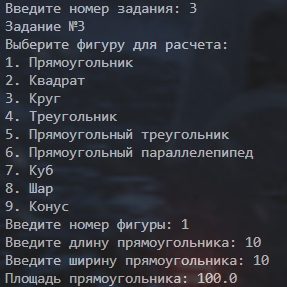 Введите номер задания: 3
Задание №3
Выберите фигуру для расчета:
1. Прямоугольник
2. Квадрат
3. Круг
4. Треугольник
5. Прямоугольный треугольник
6. Прямоугольный параллелепипед
7. Куб
8. Шар
9. Конус
Введите номер фигуры: 1
Введите длину прямоугольника: 10
Введите ширину прямоугольника: 10
Площадь прямоугольника: 100.0